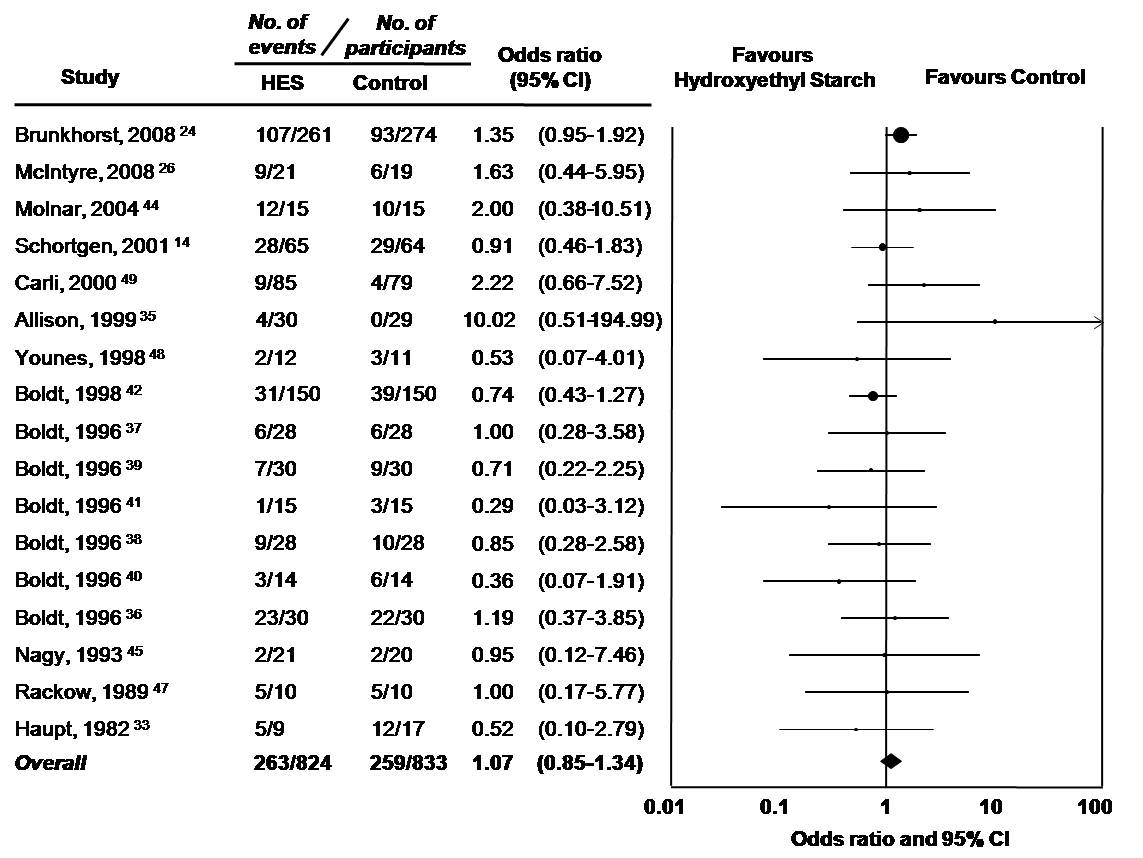 No. of events / No. of participants
Study HES Control Odds ratio (95% CI) Favours Hydroxyethyl Starch Favours Control
Brunkhorst, 2008 24 107/261 93/274 1.35 (0.95-1.92)
McIntyre, 2008 26 9/21 6/19 1.63 (0.44-5.95)
Molnar, 2004 44 12/15 10/15 2.00 (0.38-10.51)
Schortgen, 2001 14 28/65 29/64 0.91 (0.46-1.83)
Carli, 2000 49 9/85 4/79 2.22 (0.66-7.52)
Allison, 1999 35 4/30 0/29 10.02 (0.51-194.99)
Younes, 1998 48 2/12 3/11 0.53 (0.07-4.01)
Boldt, 1998 42 31/150 39/150 0.74 (0.43-1.27)
Boldt, 1996 37 6/28 6/28 1.00 (0.28-3.58)
Boldt, 1996 39 7/30 9/30 0.71 (0.22-2.25)
Boldt, 1996 41 1/15 3/15 0.29 (0.03-3.12)
Boldt, 1996 38 9/28 10/28 0.85 (0.28-2.58)
Boldt, 1996 40 3/14 6/14 0.36 (0.07-1.91)
Boldt, 1996 36 23/30 22/30 1.19 (0.37-3.85)
Nagy, 1993 45 2/21 2/20 0.95 (0.12-7.46)
Rackow, 1989 47 5/10 5/10 1.00 (0.17-5.77)
Haupt, 1982 33 5/9 12/17 0.52 (0.10-2.79)
Overall 263/824 259/833 1.07 (0.85-1.34)
0.01 0.1 1 10 100
Odds ratio and 95% CI